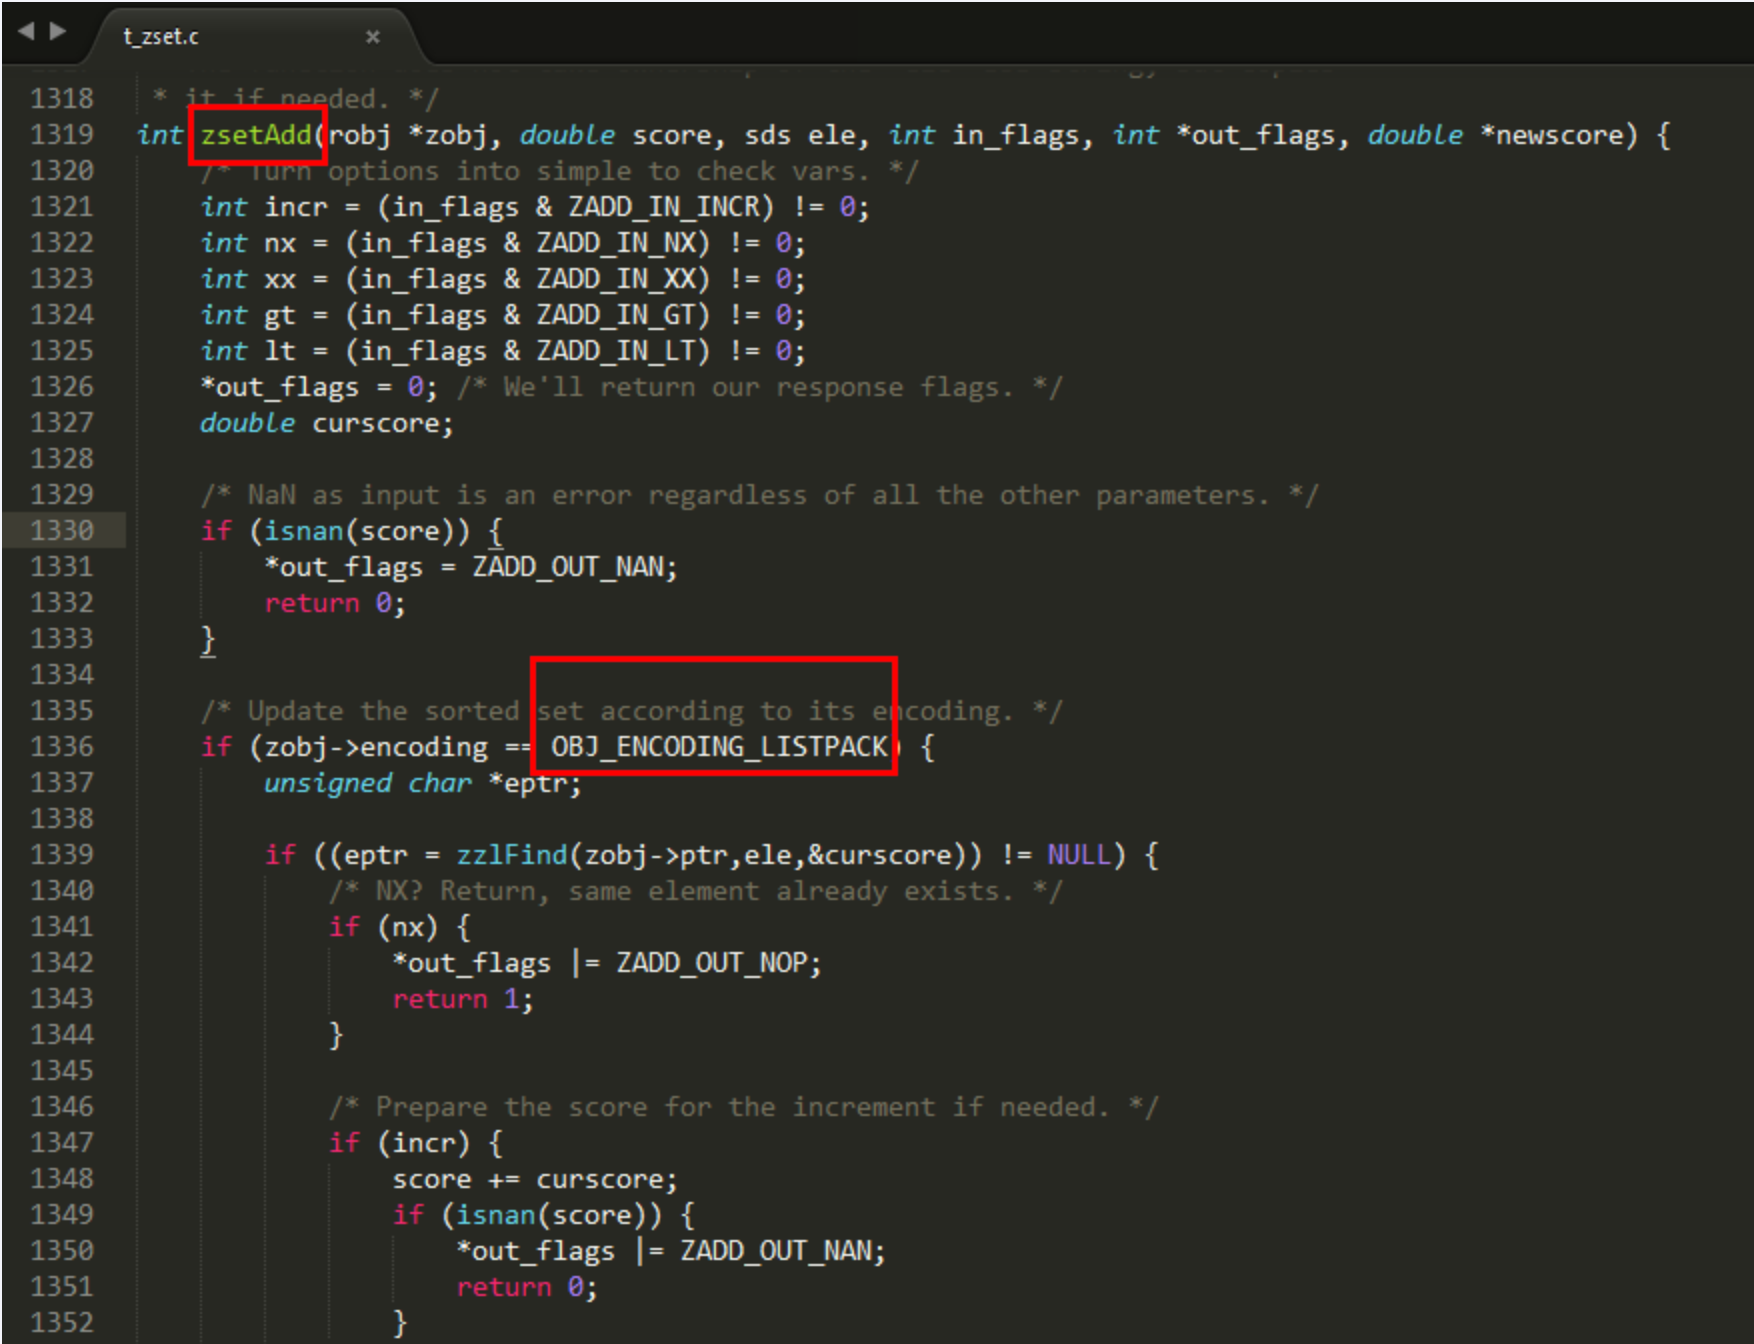 t_zset.c ×
1318 * it if needed. */
1319 int zsetAdd(robj *zobj, double score, sds ele, int in_flags, int *out_flags, double *newscore) {
1320 /* Turn options into simple to check vars. */
1321 int incr = (in_flags & ZADD_IN_INCR) != 0;
1322 int nx = (in_flags & ZADD_IN_NX) != 0;
1323 int xx = (in_flags & ZADD_IN_XX) != 0;
1324 int gt = (in_flags & ZADD_IN_GT) != 0;
1325 int lt = (in_flags & ZADD_IN_LT) != 0;
1326 *out_flags = 0; /* We'll return our response flags. */
1327 double curscore;
1328
1329 /* NaN as input is an error regardless of all the other parameters. */
1330 if (isnan(score)) {
1331 *out_flags = ZADD_OUT_NAN;
1332 return 0;
1333 }
1334
1335 /* Update the sorted set according to its encoding. */
1336 if (zobj->encoding == OBJ_ENCODING_LISTPACK) {
1337 unsigned char *eptr;
1338
1339 if ((eptr = zzlFind(zobj->ptr,ele,&curscore)) != NULL) {
1340 /* NX? Return, same element already exists. */
1341 if (nx) {
1342 *out_flags |= ZADD_OUT_NOP;
1343 return 1;
1344 }
1345
1346 /* Prepare the score for the increment if needed. */
1347 if (incr) {
1348 score += curscore;
1349 if (isnan(score)) {
1350 *out_flags |= ZADD_OUT_NAN;
1351 return 0;
1352 }